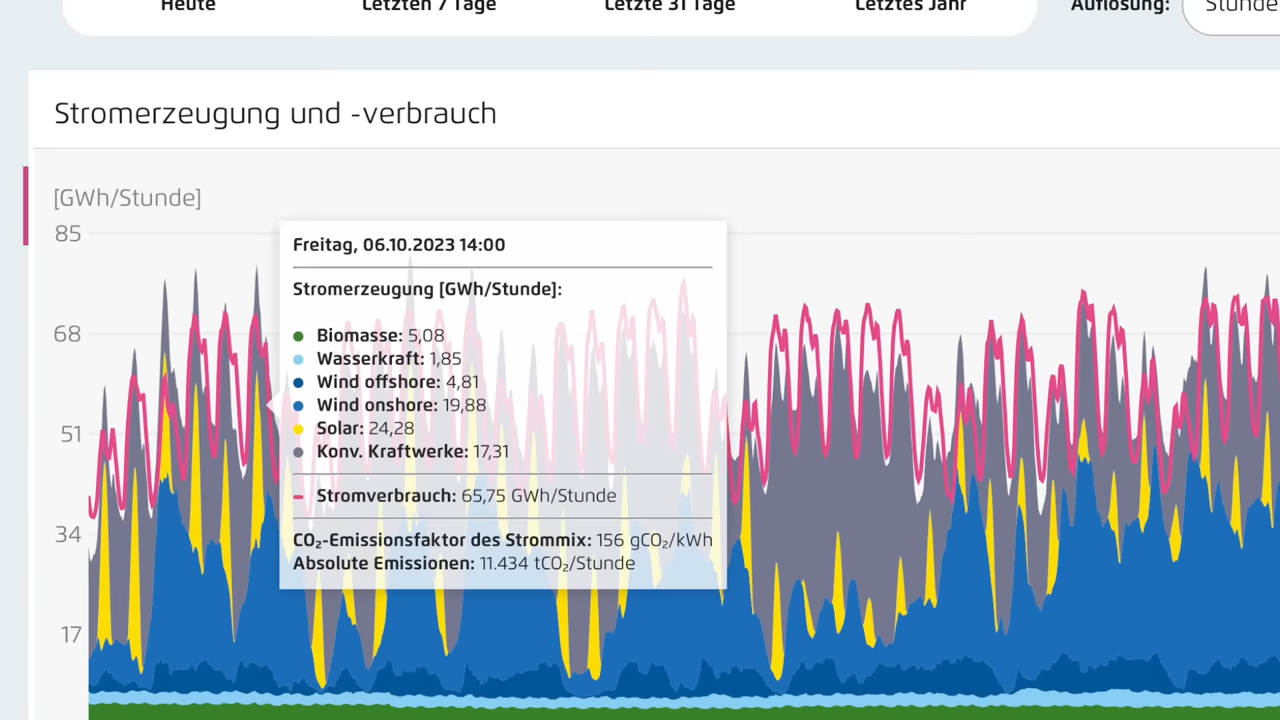 Heute Letzten 7 Tage Letzte 31 Tage Letztes Jahr Auflösung: Stunde
Stromerzeugung und -verbrauch
[GWh/Stunde]
85
68
51
34
17
Freitag, 06.10.2023 14:00
Stromerzeugung [GWh/Stunde]:
Biomasse: 5,08
Wasserkraft: 1,85
Wind offshore: 4,81
Wind onshore: 19,88
Solar: 24,28
Konv. Kraftwerke: 17,31
Stromverbrauch: 65,75 GWh/Stunde
CO₂-Emissionsfaktor des Strommix: 156 gCO₂/kWh
Absolute Emissionen: 11.434 tCO₂/Stunde